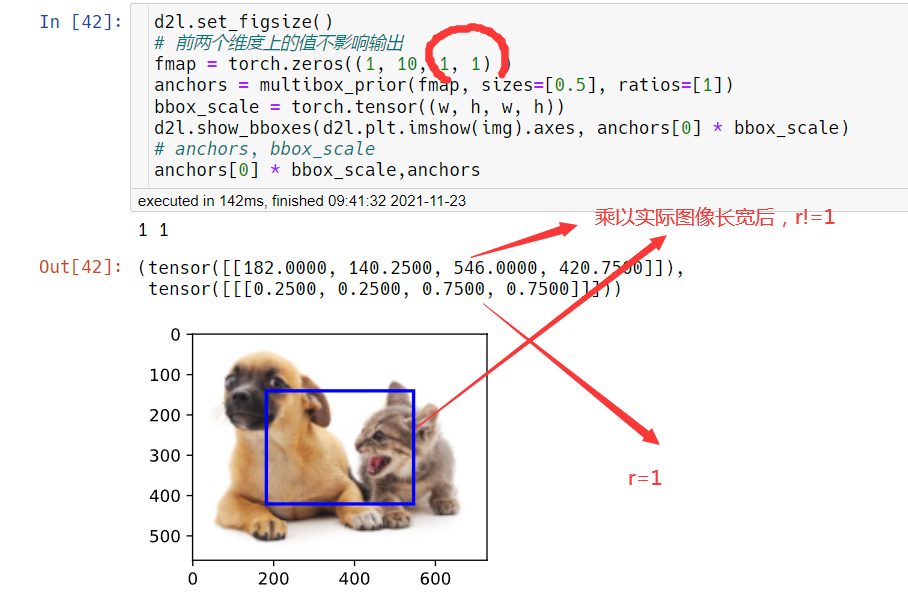 In [42]:
d2l.set_figsize()
# 前两个维度上的值不影响输出
fmap = torch.zeros((1, 10, 1, 1))
anchors = multibox_prior(fmap, sizes=[0.5], ratios=[1])
bbox_scale = torch.tensor((w, h, w, h))
d2l.show_bboxes(d2l.plt.imshow(img).axes, anchors[0] * bbox_scale)
# anchors, bbox_scale
anchors[0] * bbox_scale,anchors
executed in 142ms, finished 09:41:32 2021-11-23
1 1
乘以实际图像长宽后，r!=1
Out[42]: (tensor([[182.0000, 140.2500, 546.0000, 420.7500]]),
tensor([[[0.2500, 0.2500, 0.7500, 0.7500]]]))
0
100
200
300
400
500
r=1
0 200 400 600